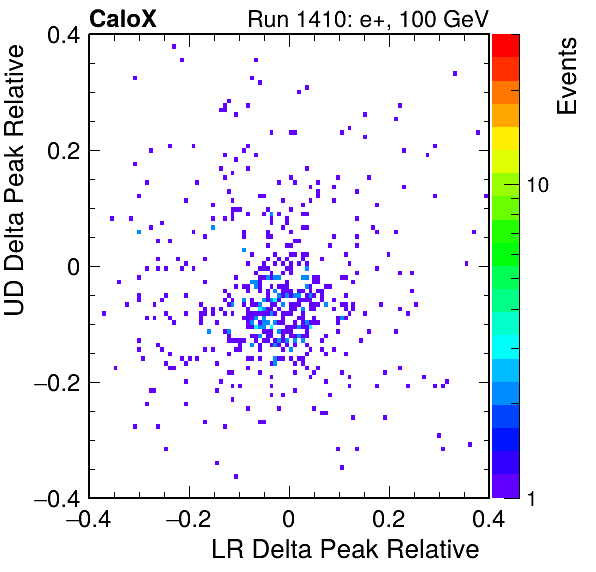 CaloX Run 1410: e+, 100 GeV
0.4
0.2
0
−0.2
−0.4
−0.4 −0.2 0 0.2 0.4
UD Delta Peak Relative
LR Delta Peak Relative
10
1
Events